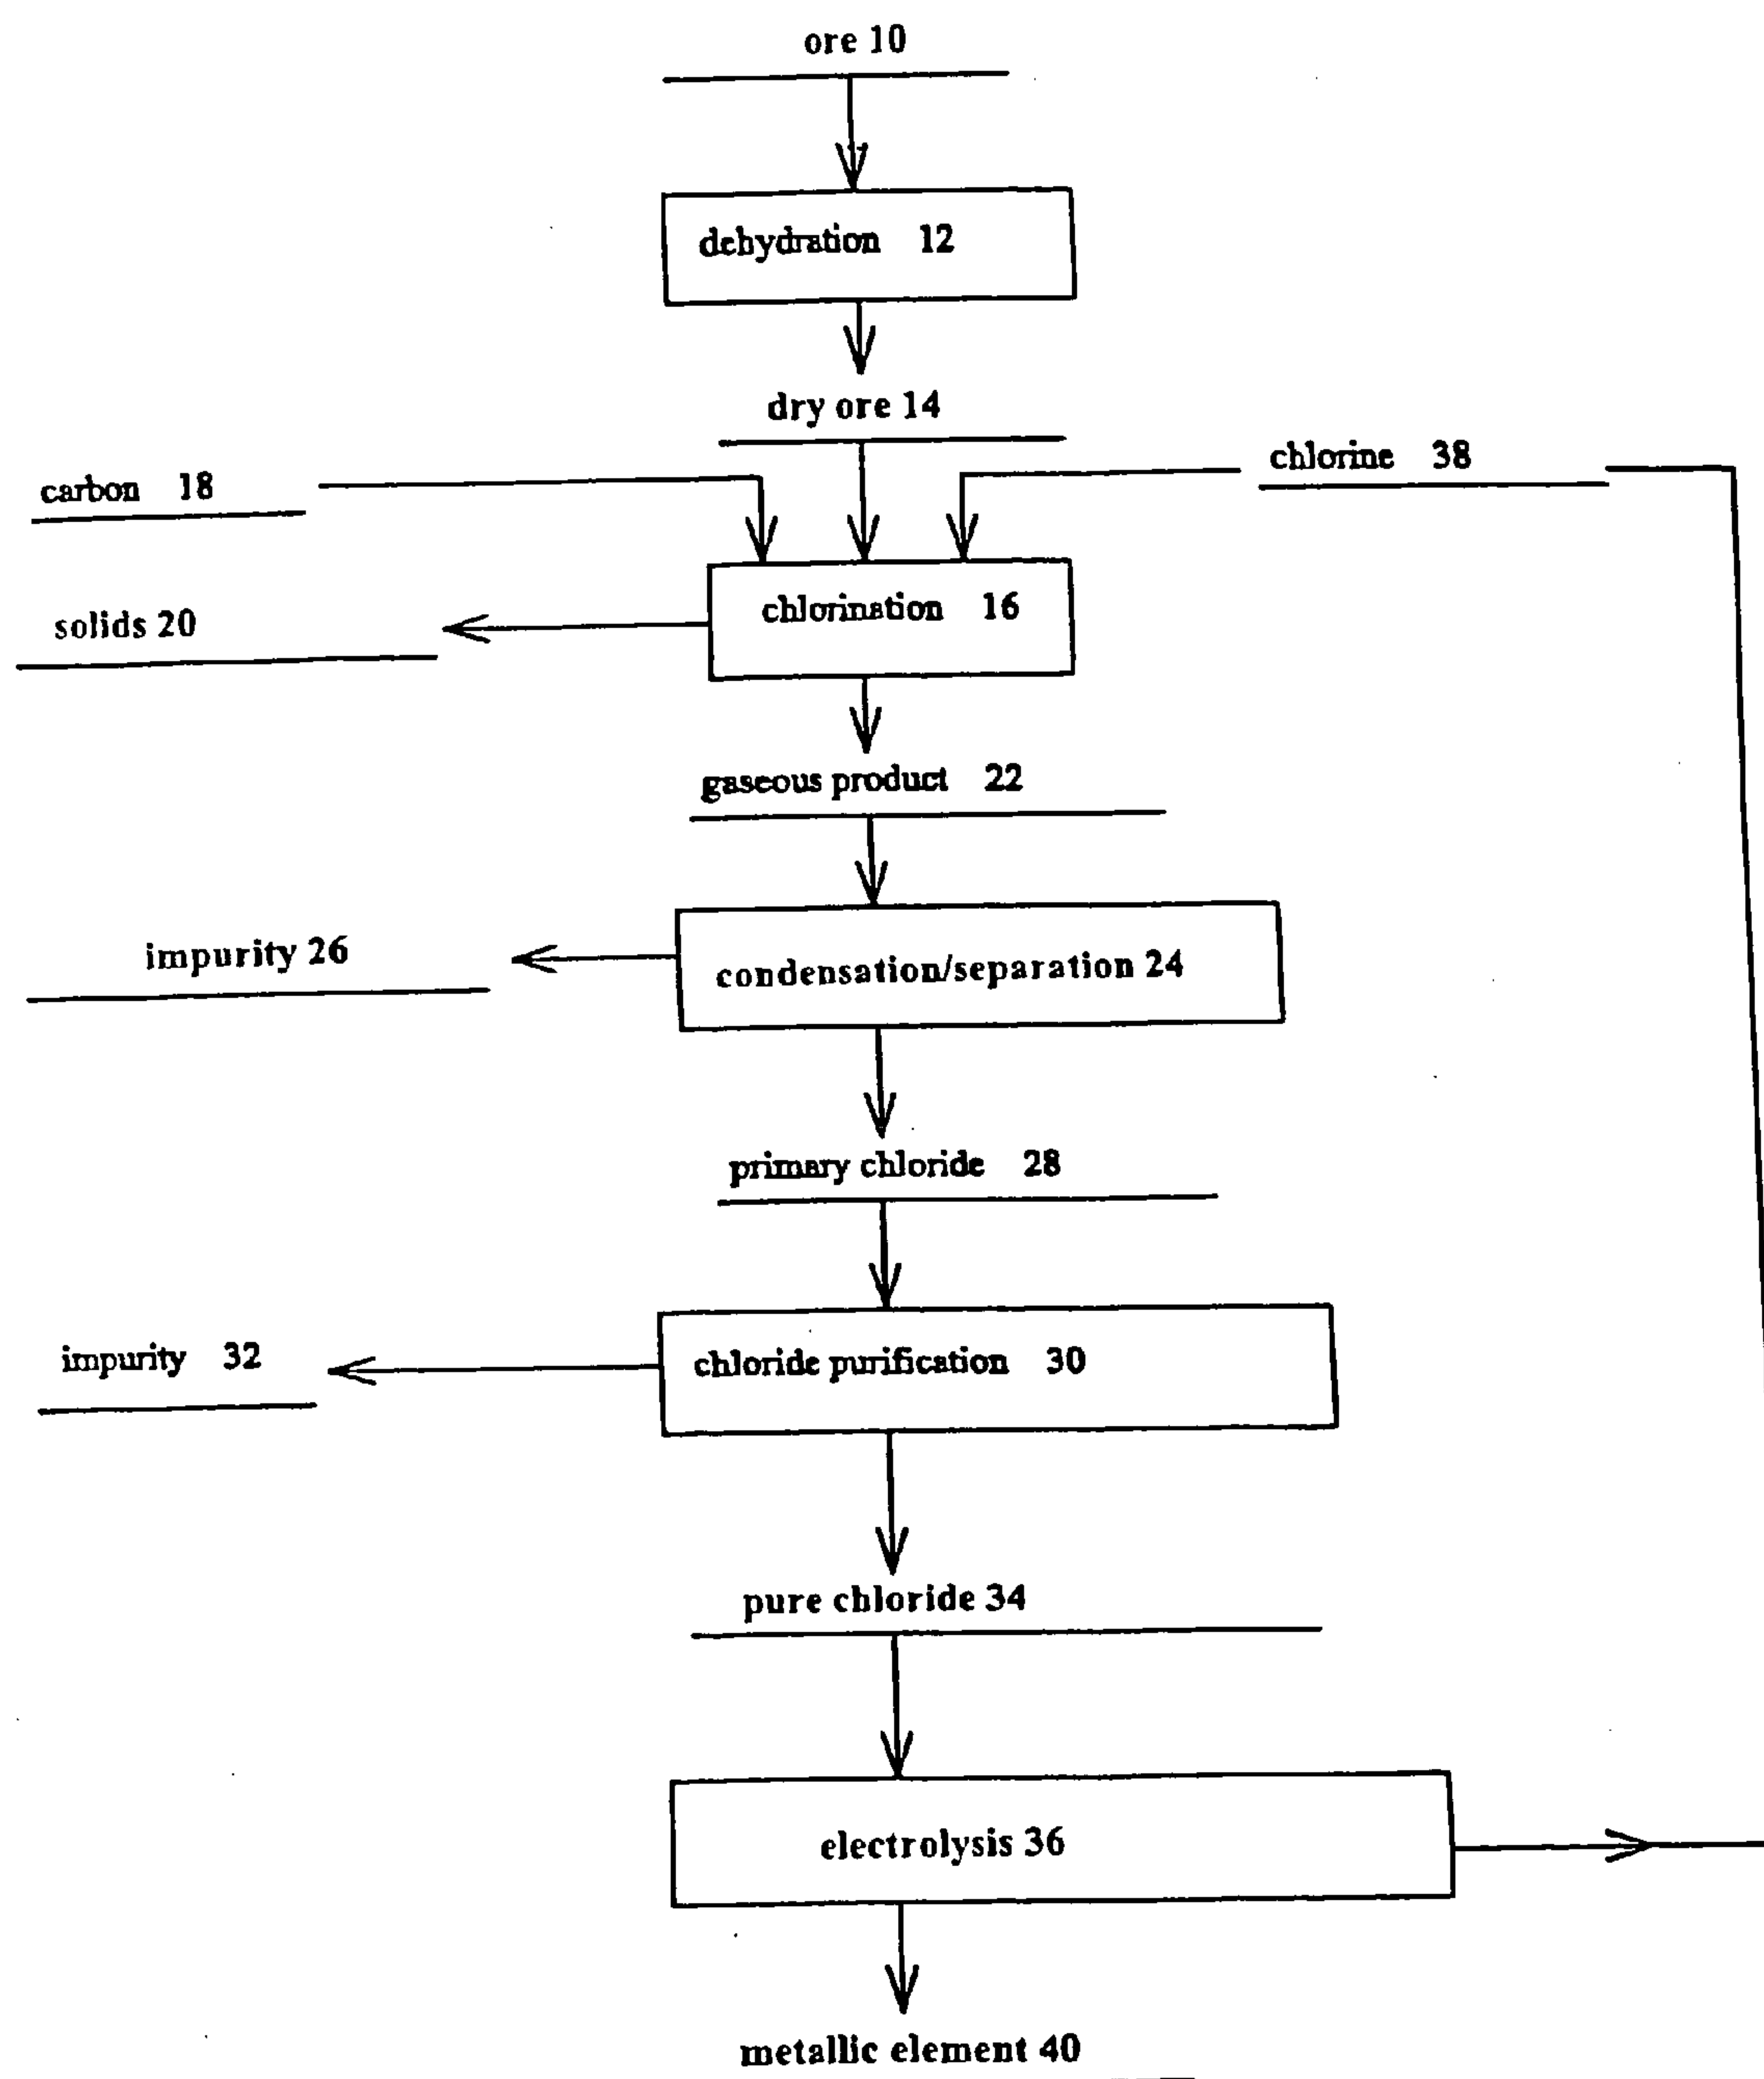 ore 10
dehydration 12
dry ore 14
carbon 18
chlorine 38
chlorination 16
solids 20
gaseous product 22
impurity 26
condensation/separation 24
primary chloride 28
impurity 32
chloride purification 30
pure chloride 34
electrolysis 36
metallic element 40